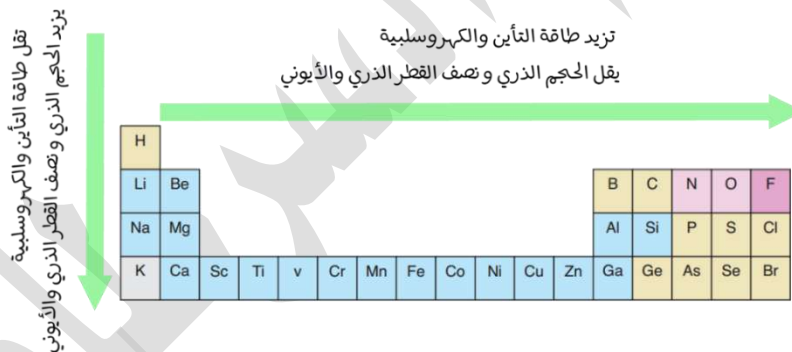 تزيد طاقة التأين والكهروسلبية
يقل الحجم الذري و نصف القطر الذري والأيوني
تقل طاقة التأين والكهروسلبية
يزيد الحجم الذري و نصف القطر الذري والأيوني
H
Li Be B C N O F
Na Mg Al Si P S Cl
K Ca Sc Ti v Cr Mn Fe Co Ni Cu Zn Ga Ge As Se Br